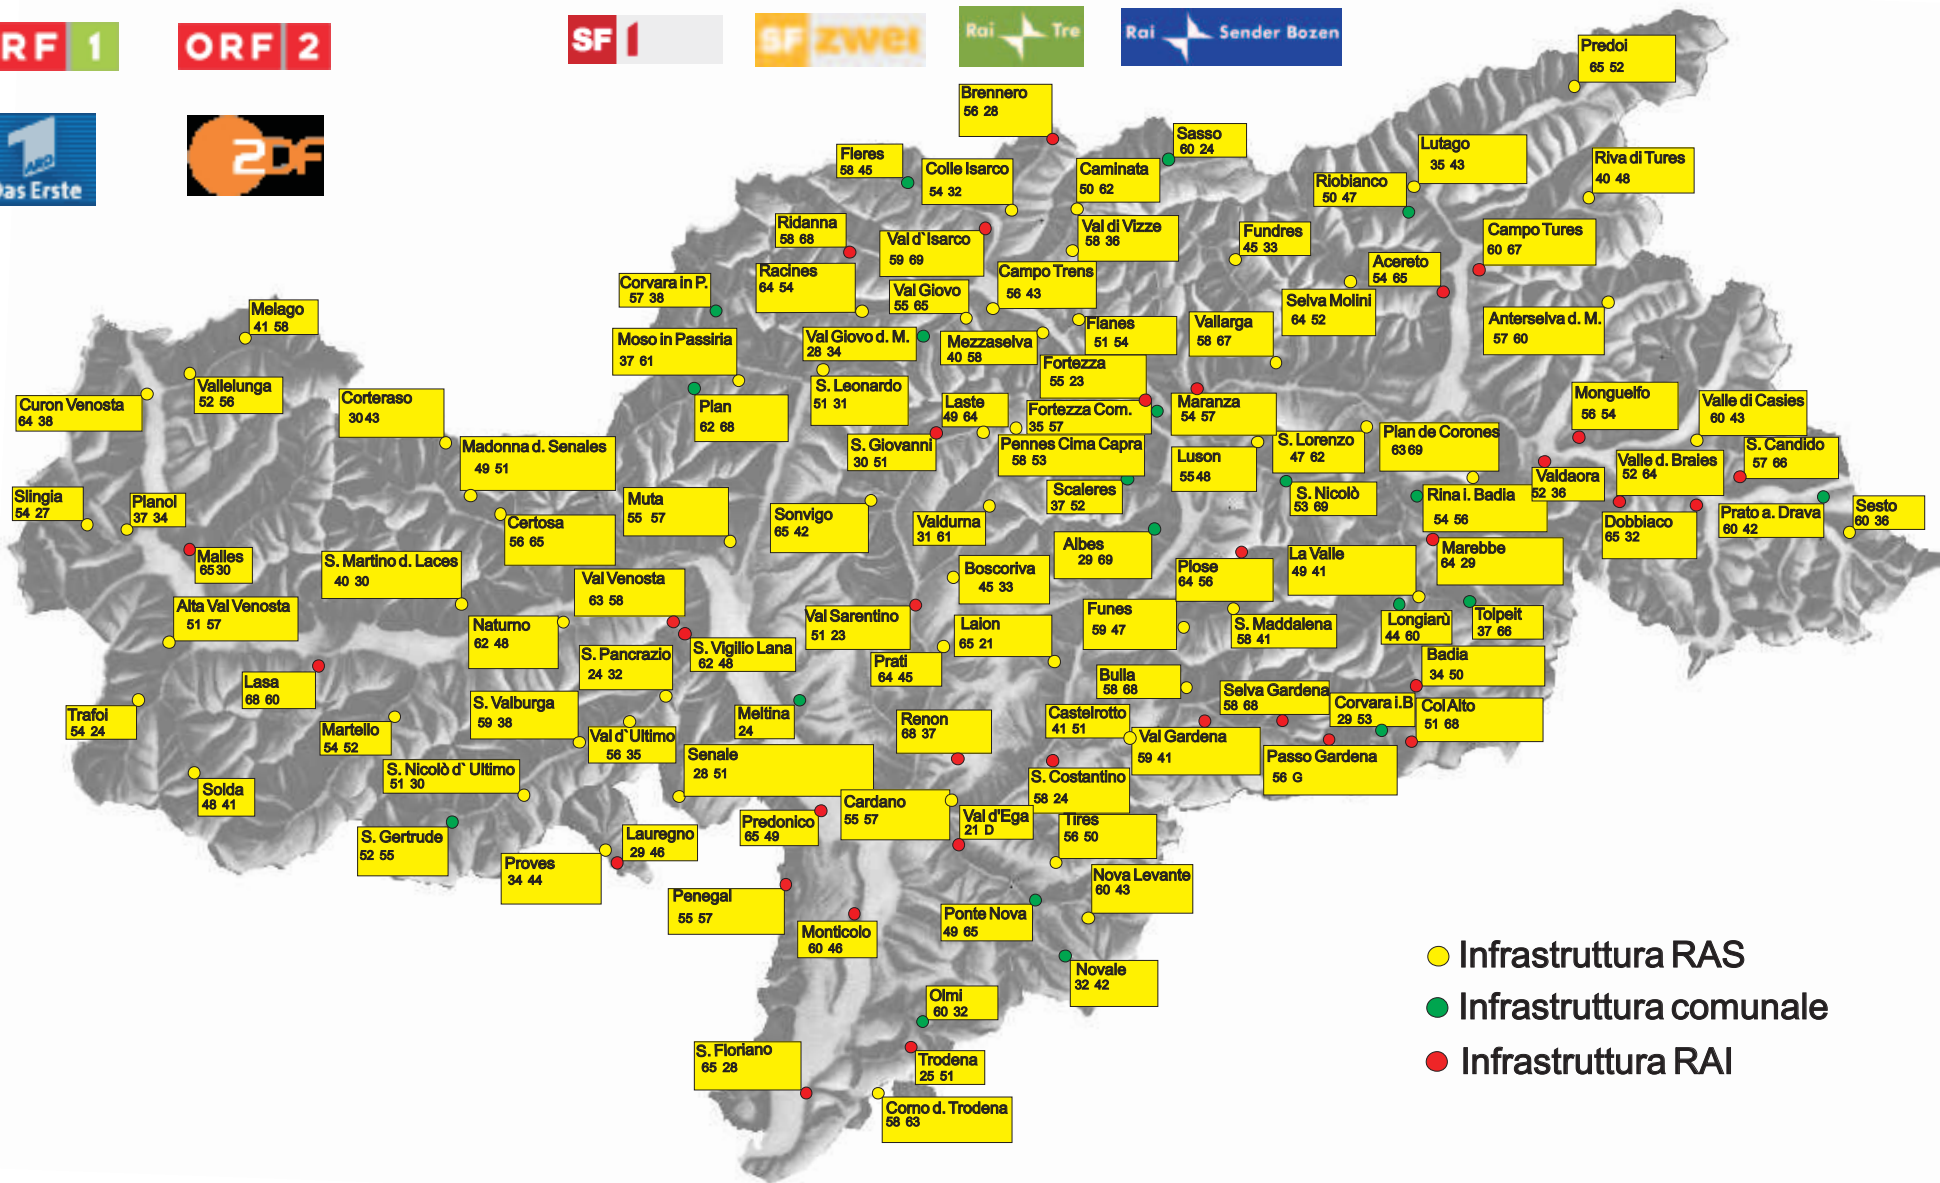 RF 1
ORF 2
SF 1
SF zwei
Rai Tre
Rai Sender Bozen
1
ARD
Das Erste
ZDF
Predoi
65 52
Brennero
56 28
Sasso
60 24
Lutago
35 43
Riva di Tures
40 48
Fleres
58 45
Colle Isarco
54 32
Caminata
50 62
Riobianco
50 47
Ridanna
58 68
Val d`Isarco
59 69
Val di Vizze
58 36
Fundres
45 33
Campo Tures
60 67
Acereto
54 65
Corvara in P.
57 38
Racines
64 54
Val Giovo
55 65
Campo Trens
56 43
Selva Molini
64 52
Anterselva d. M.
57 60
Melago
41 58
Moso in Passiria
37 61
Val Giovo d. M.
28 34
Mezzaselva
40 58
Flanes
51 54
Vallarga
58 67
Fortezza
55 23
Vallelunga
52 56
Curon Venosta
64 38
Corteraso
30 43
Plan
62 68
S. Leonardo
51 31
Laste
49 64
Fortezza Com.
35 57
Maranza
54 57
Monguelfo
56 54
Valle di Casies
60 43
Madonna d. Senales
49 51
S. Giovanni
30 51
Pennes Cima Capra
58 53
Luson
55 48
S. Lorenzo
47 62
Plan de Corones
63 69
Valdaora
52 36
Valle d. Braies
52 64
S. Candido
57 66
Slingia
54 27
Planol
37 34
Certosa
56 65
Muta
55 57
Sonvigo
65 42
Valdurna
31 61
Scaleres
37 52
S. Nicolò
53 69
Rina i. Badia
54 56
Dobbiaco
65 32
Prato a. Drava
60 42
Sesto
60 36
Malles
65 30
S. Martino d. Laces
40 30
Val Venosta
63 58
Boscoriva
45 33
Albes
29 69
Plose
64 56
La Valle
49 41
Marebbe
64 29
Alta Val Venosta
51 57
Naturno
62 48
S. Vigilio Lana
62 48
Val Sarentino
51 23
Laion
65 21
Funes
59 47
S. Maddalena
58 41
Longiarù
44 60
Tolpeit
37 66
Lasa
68 60
S. Pancrazio
24 32
Prati
64 45
Bulla
58 68
Selva Gardena
58 68
Badia
34 50
Trafoi
54 24
Martello
54 52
S. Valburga
59 38
Val d`Ultimo
56 35
Meltina
24
Renon
68 37
Castelrotto
41 51
Val Gardena
59 41
Corvara i.B
29 53
Col Alto
51 68
Passo Gardena
56 G
Solda
48 41
S. Nicolò d` Ultimo
51 30
Senale
28 51
S. Costantino
58 24
S. Gertrude
52 55
Proves
34 44
Lauregno
29 46
Predonico
65 49
Cardano
55 57
Val d'Ega
21 D
Tires
56 50
Penegal
55 57
Monticolo
60 46
Ponte Nova
49 65
Nova Levante
60 43
Novale
32 42
Olmi
60 32
S. Floriano
65 28
Trodena
25 51
Corno d. Trodena
58 63
Infrastruttura RAS
Infrastruttura comunale
Infrastruttura RAI